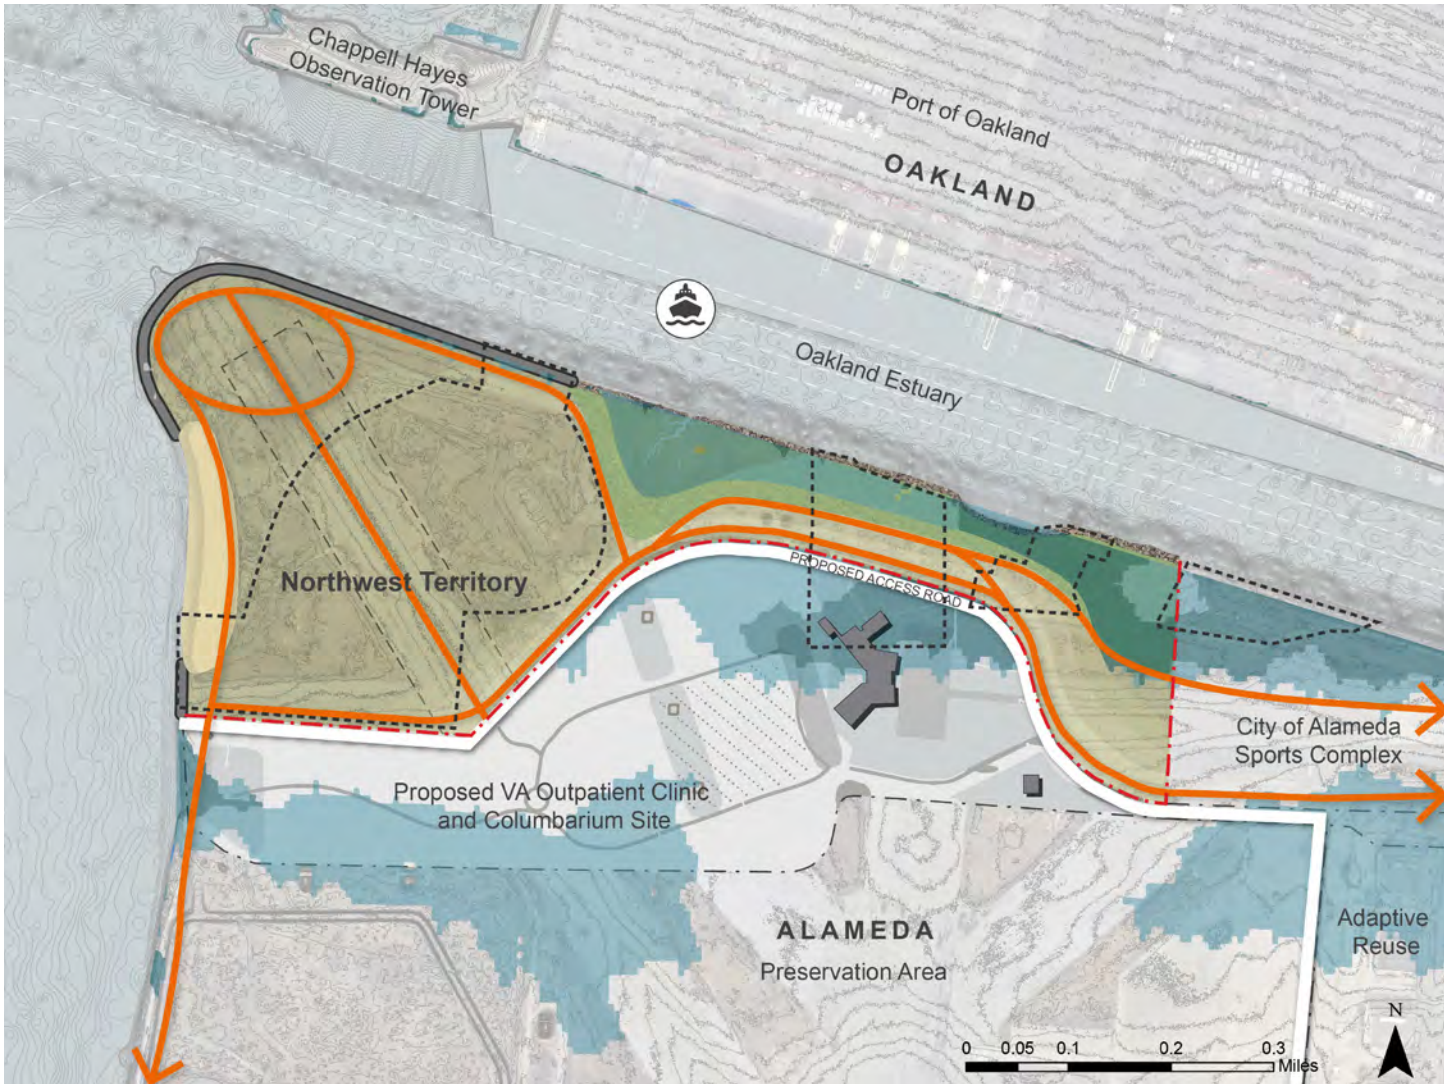 Chappell Hayes
Observation Tower
Port of Oakland
OAKLAND
Oakland Estuary
Northwest Territory
PROPOSED ACCESS ROAD
City of Alameda
Sports Complex
Proposed VA Outpatient Clinic
and Columbarium Site
ALAMEDA
Preservation Area
Adaptive
Reuse
N
0 0.05 0.1 0.2 0.3
Miles